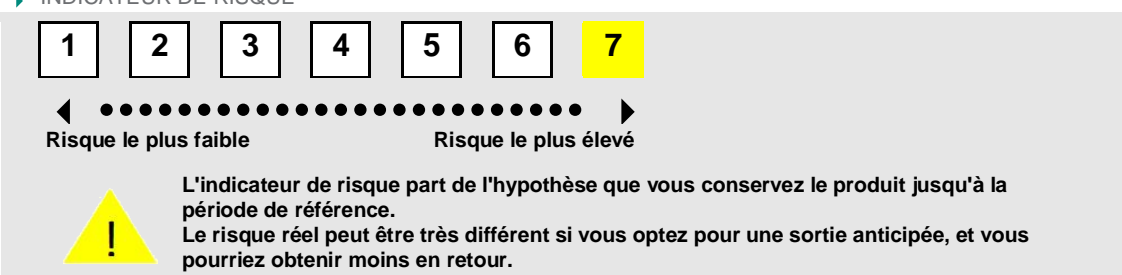 INDICATEUR DE RISQUE
1 2 3 4 5 6 7
Risque le plus faible Risque le plus élevé
L'indicateur de risque part de l'hypothèse que vous conservez le produit jusqu'à la
période de référence.
Le risque réel peut être très différent si vous optez pour une sortie anticipée, et vous
pourriez obtenir moins en retour.
!